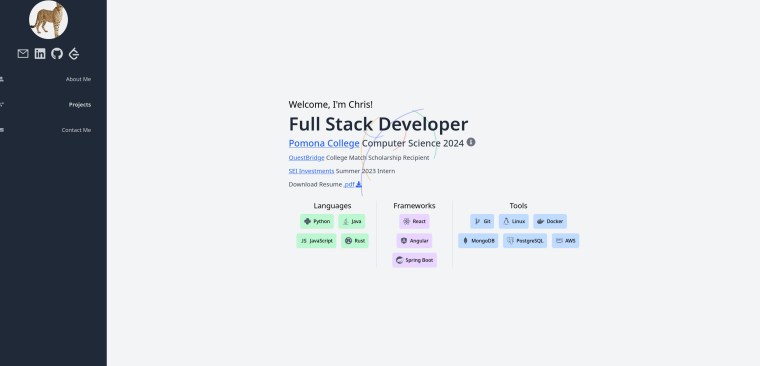 About Me
Projects
Contact Me
Welcome, I'm Chris!
Full Stack Developer
Pomona College Computer Science 2024
QuestBridge College Match Scholarship Recipient
SEI Investments Summer 2023 Intern
Download Resume .pdf
Languages
Python Java
JS JavaScript Rust
Frameworks
React
Angular
Spring Boot
Tools
Git Linux Docker
MongoDB PostgreSQL AWS